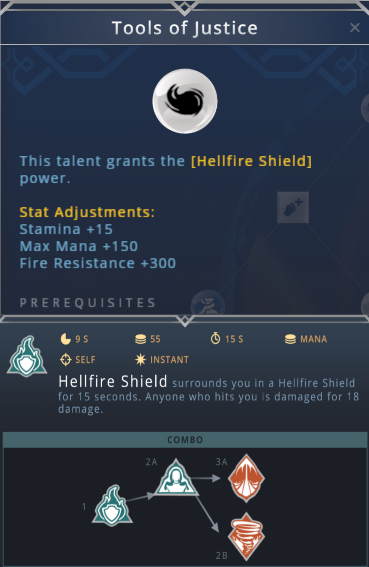 Tools of Justice
This talent grants the [Hellfire Shield]
power.
Stat Adjustments:
Stamina +15
Max Mana +150
Fire Resistance +300
PREREQUISITES
9 S 55 15 S MANA
SELF INSTANT
Hellfire Shield surrounds you in a Hellfire Shield
for 15 seconds. Anyone who hits you is damaged for 18
damage.
COMBO
2A 3A
1
2B